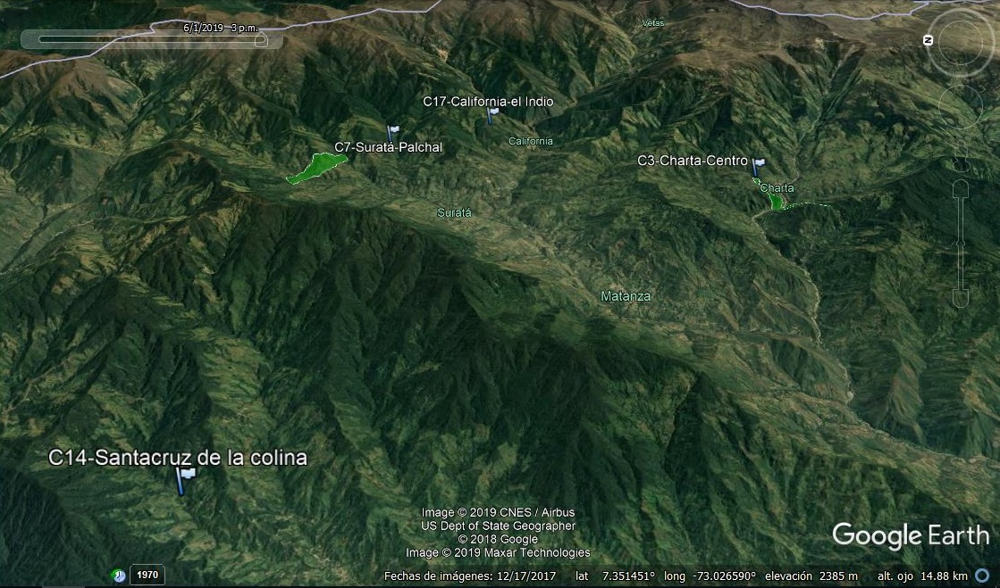 Vetas
6/1/2019 3 p.m.
N
C17-California-el Indio
California
C7-Suratá-Palchal
C3-Charta-Centro
Charta
Suratá
Matanza
C14-Santacruz de la colina
Image © 2019 CNES / Airbus
US Dept of State Geographer
© 2018 Google
Image © 2019 Maxar Technologies
Google Earth
1970
Fechas de imágenes: 12/17/2017 lat 7.351451° long -73.026590° elevación 2385 m alt. ojo 14.88 km